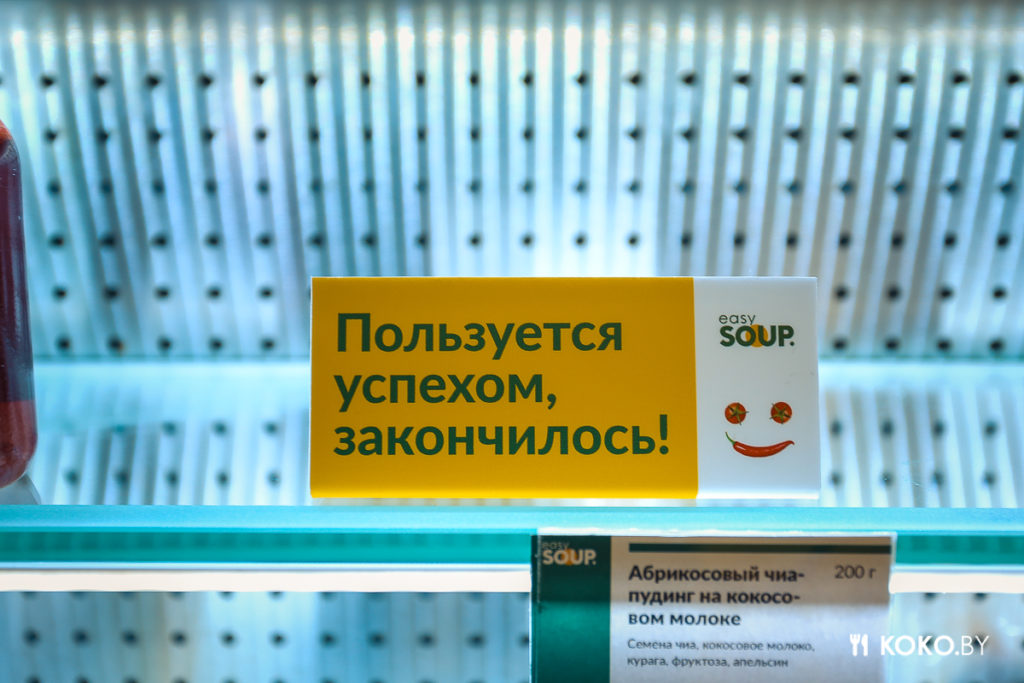 Пользуется
успехом,
закончилось!
easy
SOUP.
easy
SOUP.
Абрикосовый чиа-
пудинг на кокосо-
вом молоке
200 г
Семена чиа, кокосовое молоко,
курага, фруктоза, апельсин
KOKO.BY